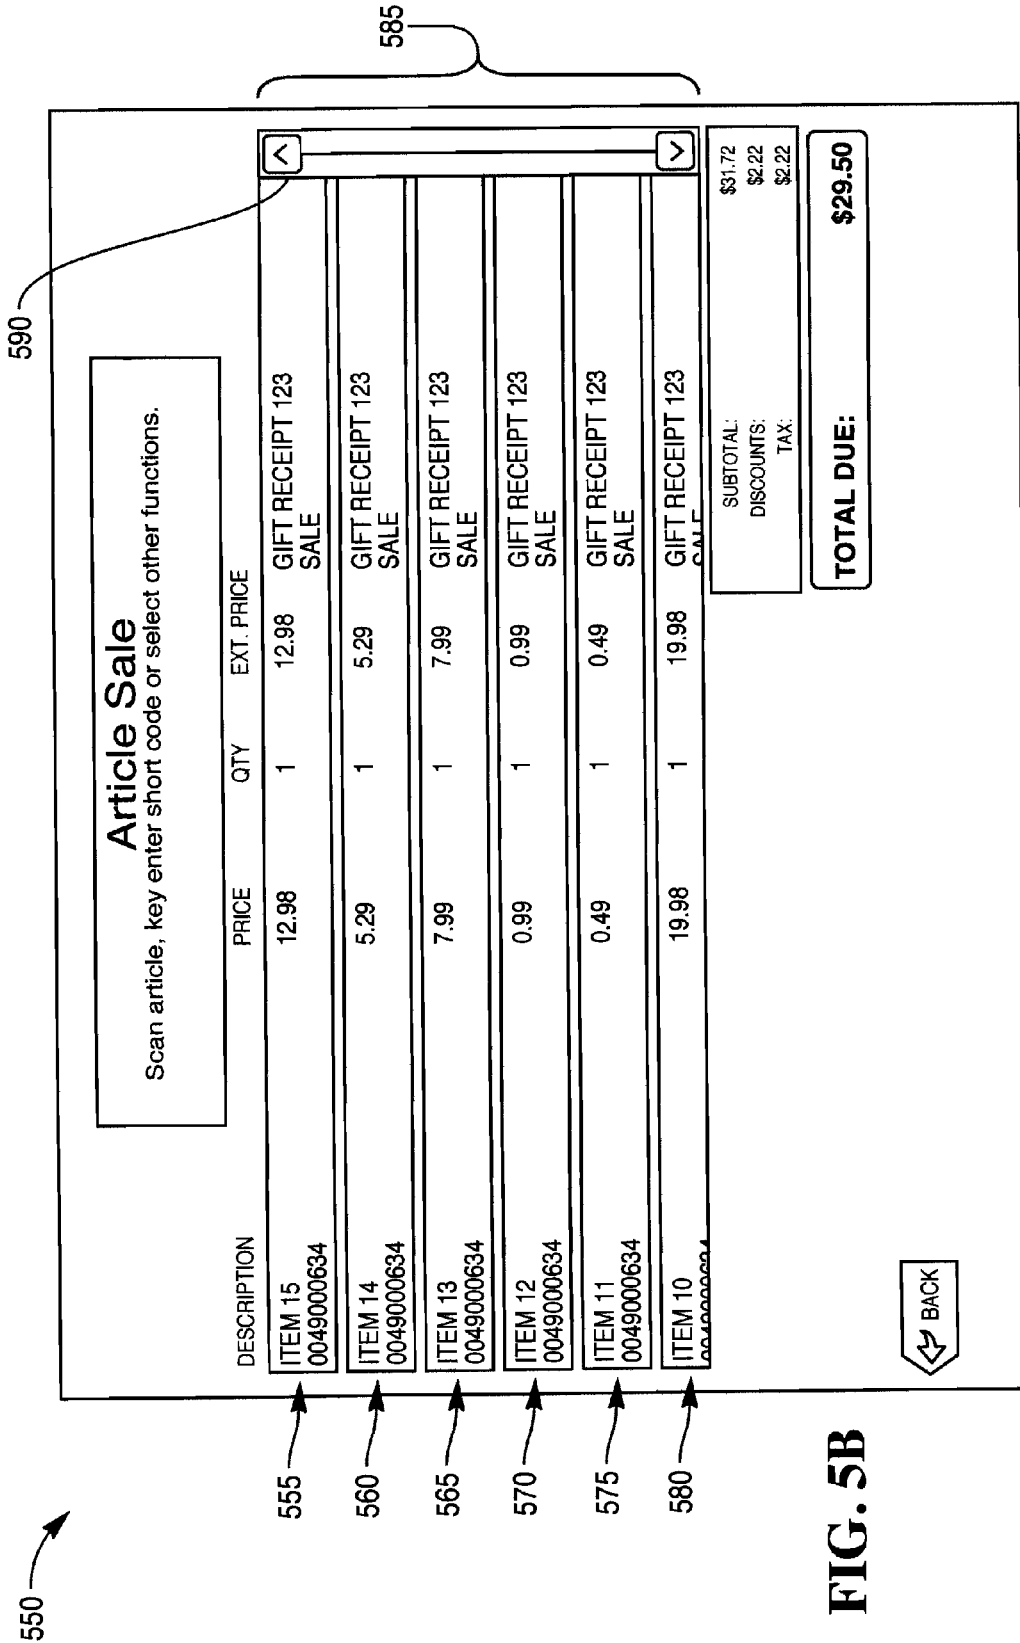 550
590
585
Article Sale
Scan article, key enter short code or select other functions.
DESCRIPTION PRICE QTY EXT. PRICE
555
ITEM 15 12.98 1 12.98 GIFT RECEIPT 123
0049000634 SALE
560
ITEM 14 5.29 1 5.29 GIFT RECEIPT 123
0049000634 SALE
565
ITEM 13 7.99 1 7.99 GIFT RECEIPT 123
0049000634 SALE
570
ITEM 12 0.99 1 0.99 GIFT RECEIPT 123
0049000634 SALE
575
ITEM 11 0.49 1 0.49 GIFT RECEIPT 123
0049000634 SALE
580
ITEM 10 19.98 1 19.98 GIFT RECEIPT 123
SUBTOTAL: $31.72
DISCOUNTS: $2.22
TAX: $2.22
TOTAL DUE: $29.50
BACK
FIG. 5B